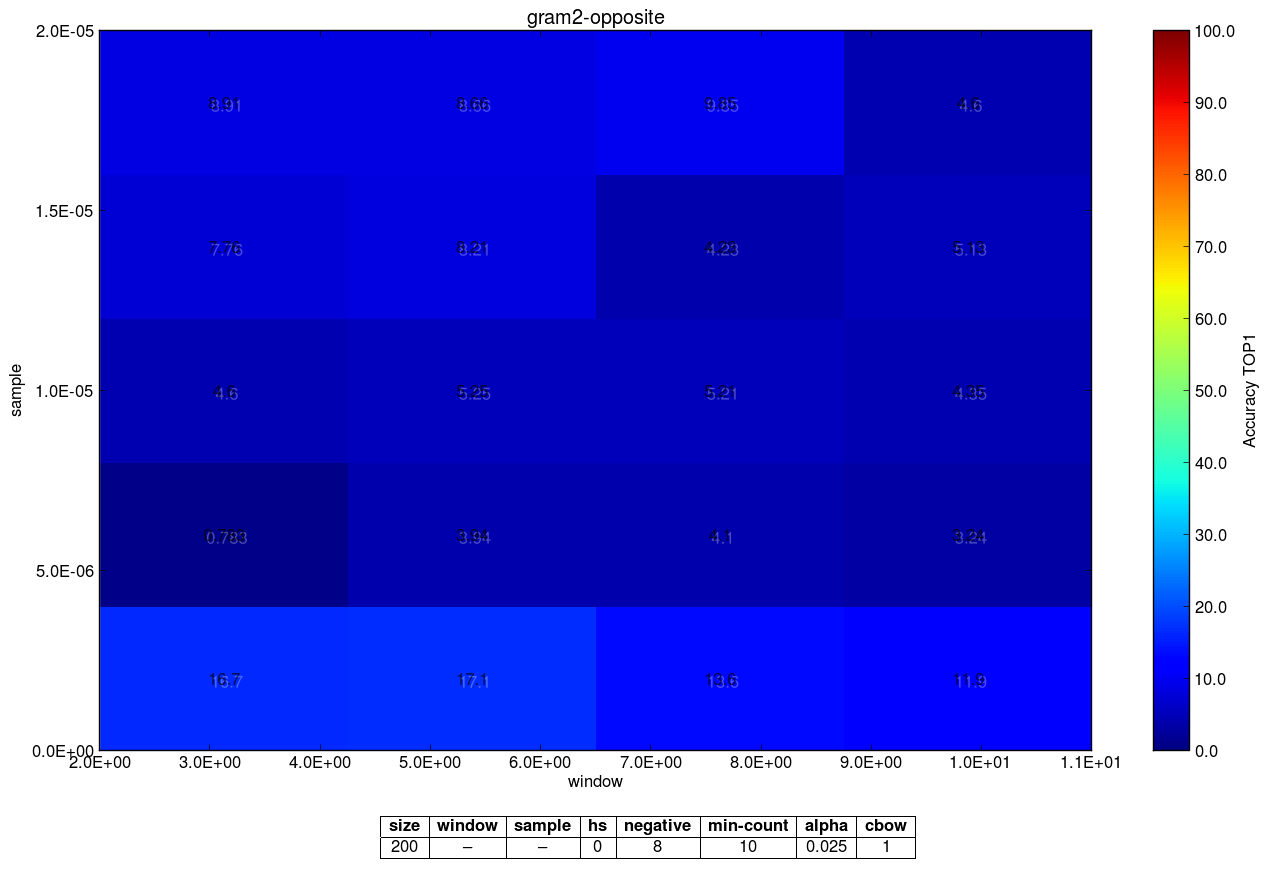 gram2-opposite
2.0E-05
100.0
8.91 8.66 9.85 4.6
90.0
80.0
1.5E-05
7.76 8.21 4.23 5.13
70.0
60.0
sample
1.0E-05
4.6 5.25 5.21 4.35
50.0
Accuracy TOP1
40.0
30.0
0.783 3.94 4.1 3.24
5.0E-06
20.0
10.0
16.7 17.1 13.6 11.9
0.0E+00
0.0
2.0E+00 3.0E+00 4.0E+00 5.0E+00 6.0E+00 7.0E+00 8.0E+00 9.0E+00 1.0E+01 1.1E+01
window
size window sample hs negative min-count alpha cbow
200 – – 0 8 10 0.025 1